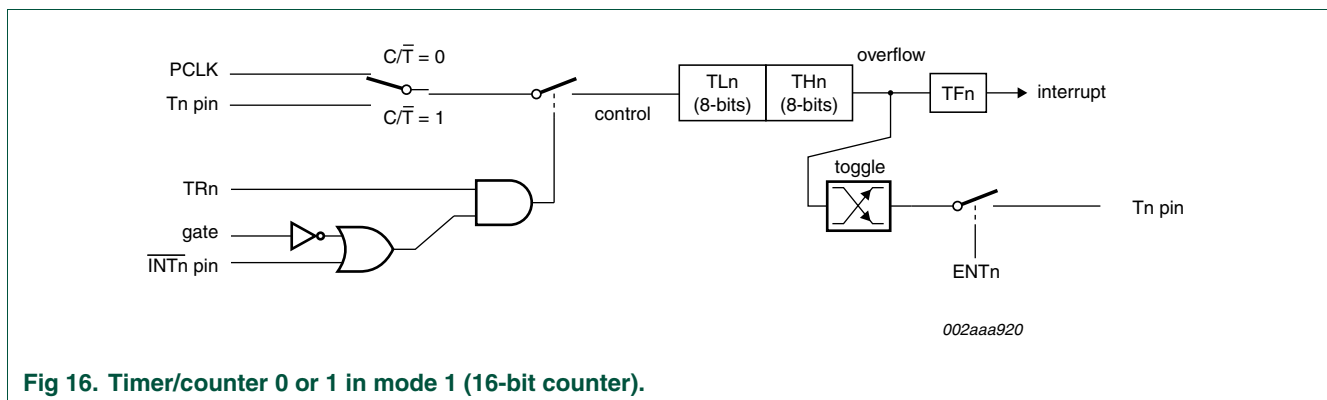 C/T̅ = 0
PCLK
Tn pin
C/T̅ = 1
control
TLn
(8-bits)
THn
(8-bits)
overflow
TFn
interrupt
toggle
Tn pin
ENTn
TRn
gate
I̅N̅T̅n̅ pin
002aaa920
Fig 16. Timer/counter 0 or 1 in mode 1 (16-bit counter).